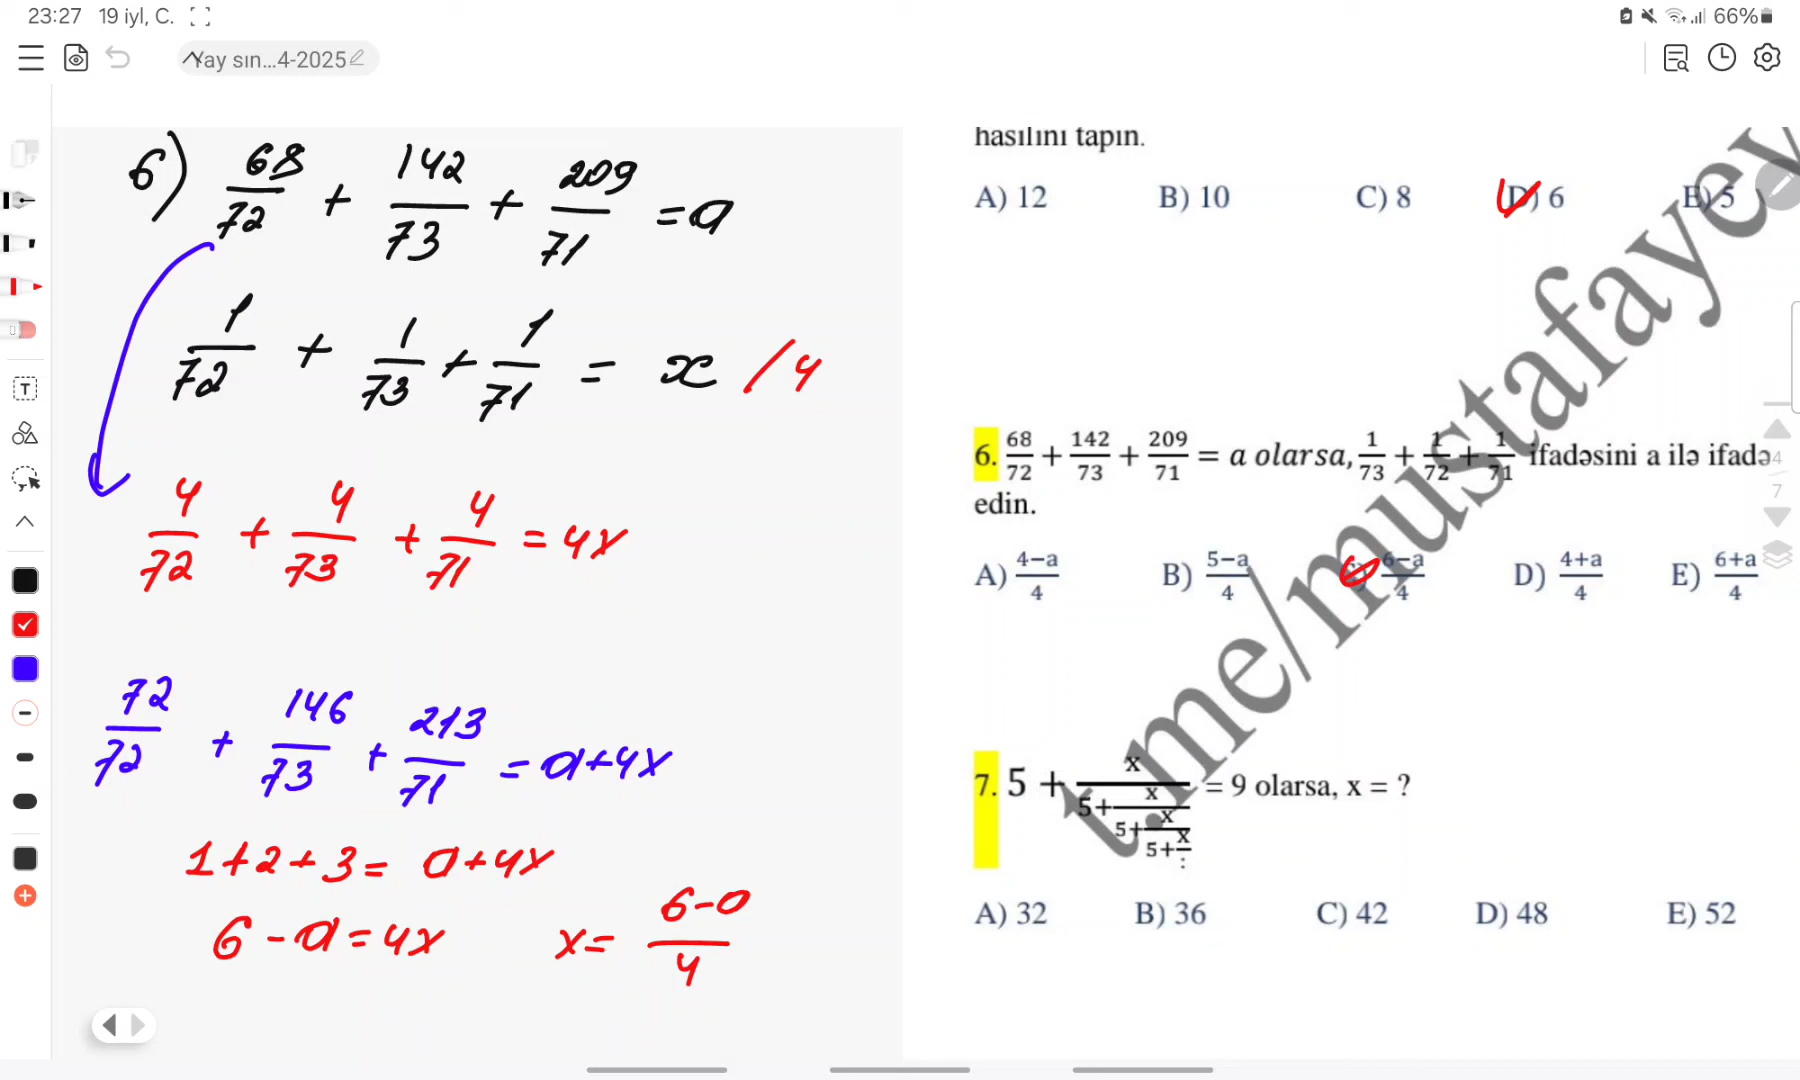 23:27 19 iyl, C. 66%
Yay sın...4-2025
6) 68/72 + 142/73 + 209/71 = a
1/72 + 1/73 + 1/71 = x /4
4/72 + 4/73 + 4/71 = 4x
72/72 + 146/73 + 213/71 = a+4x
1+2+3 = a+4x
6-a=4x x= 6-a/4
hasilini tapın.
A) 12 B) 10 C) 8 D) 6 E) 5
6. 68/72 + 142/73 + 209/71 = a olarsa, 1/73 + 1/72 + 1/71 ifadəsini a ilə ifadə
edin.
A) 4−a/4 B) 5−a/4 C) 6−a/4 D) 4+a/4 E) 6+a/4
4
7
7. 5 + x/5+x/5+x/5+x/⋮ = 9 olarsa, x = ?
A) 32 B) 36 C) 42 D) 48 E) 52
t.me/mustafayev